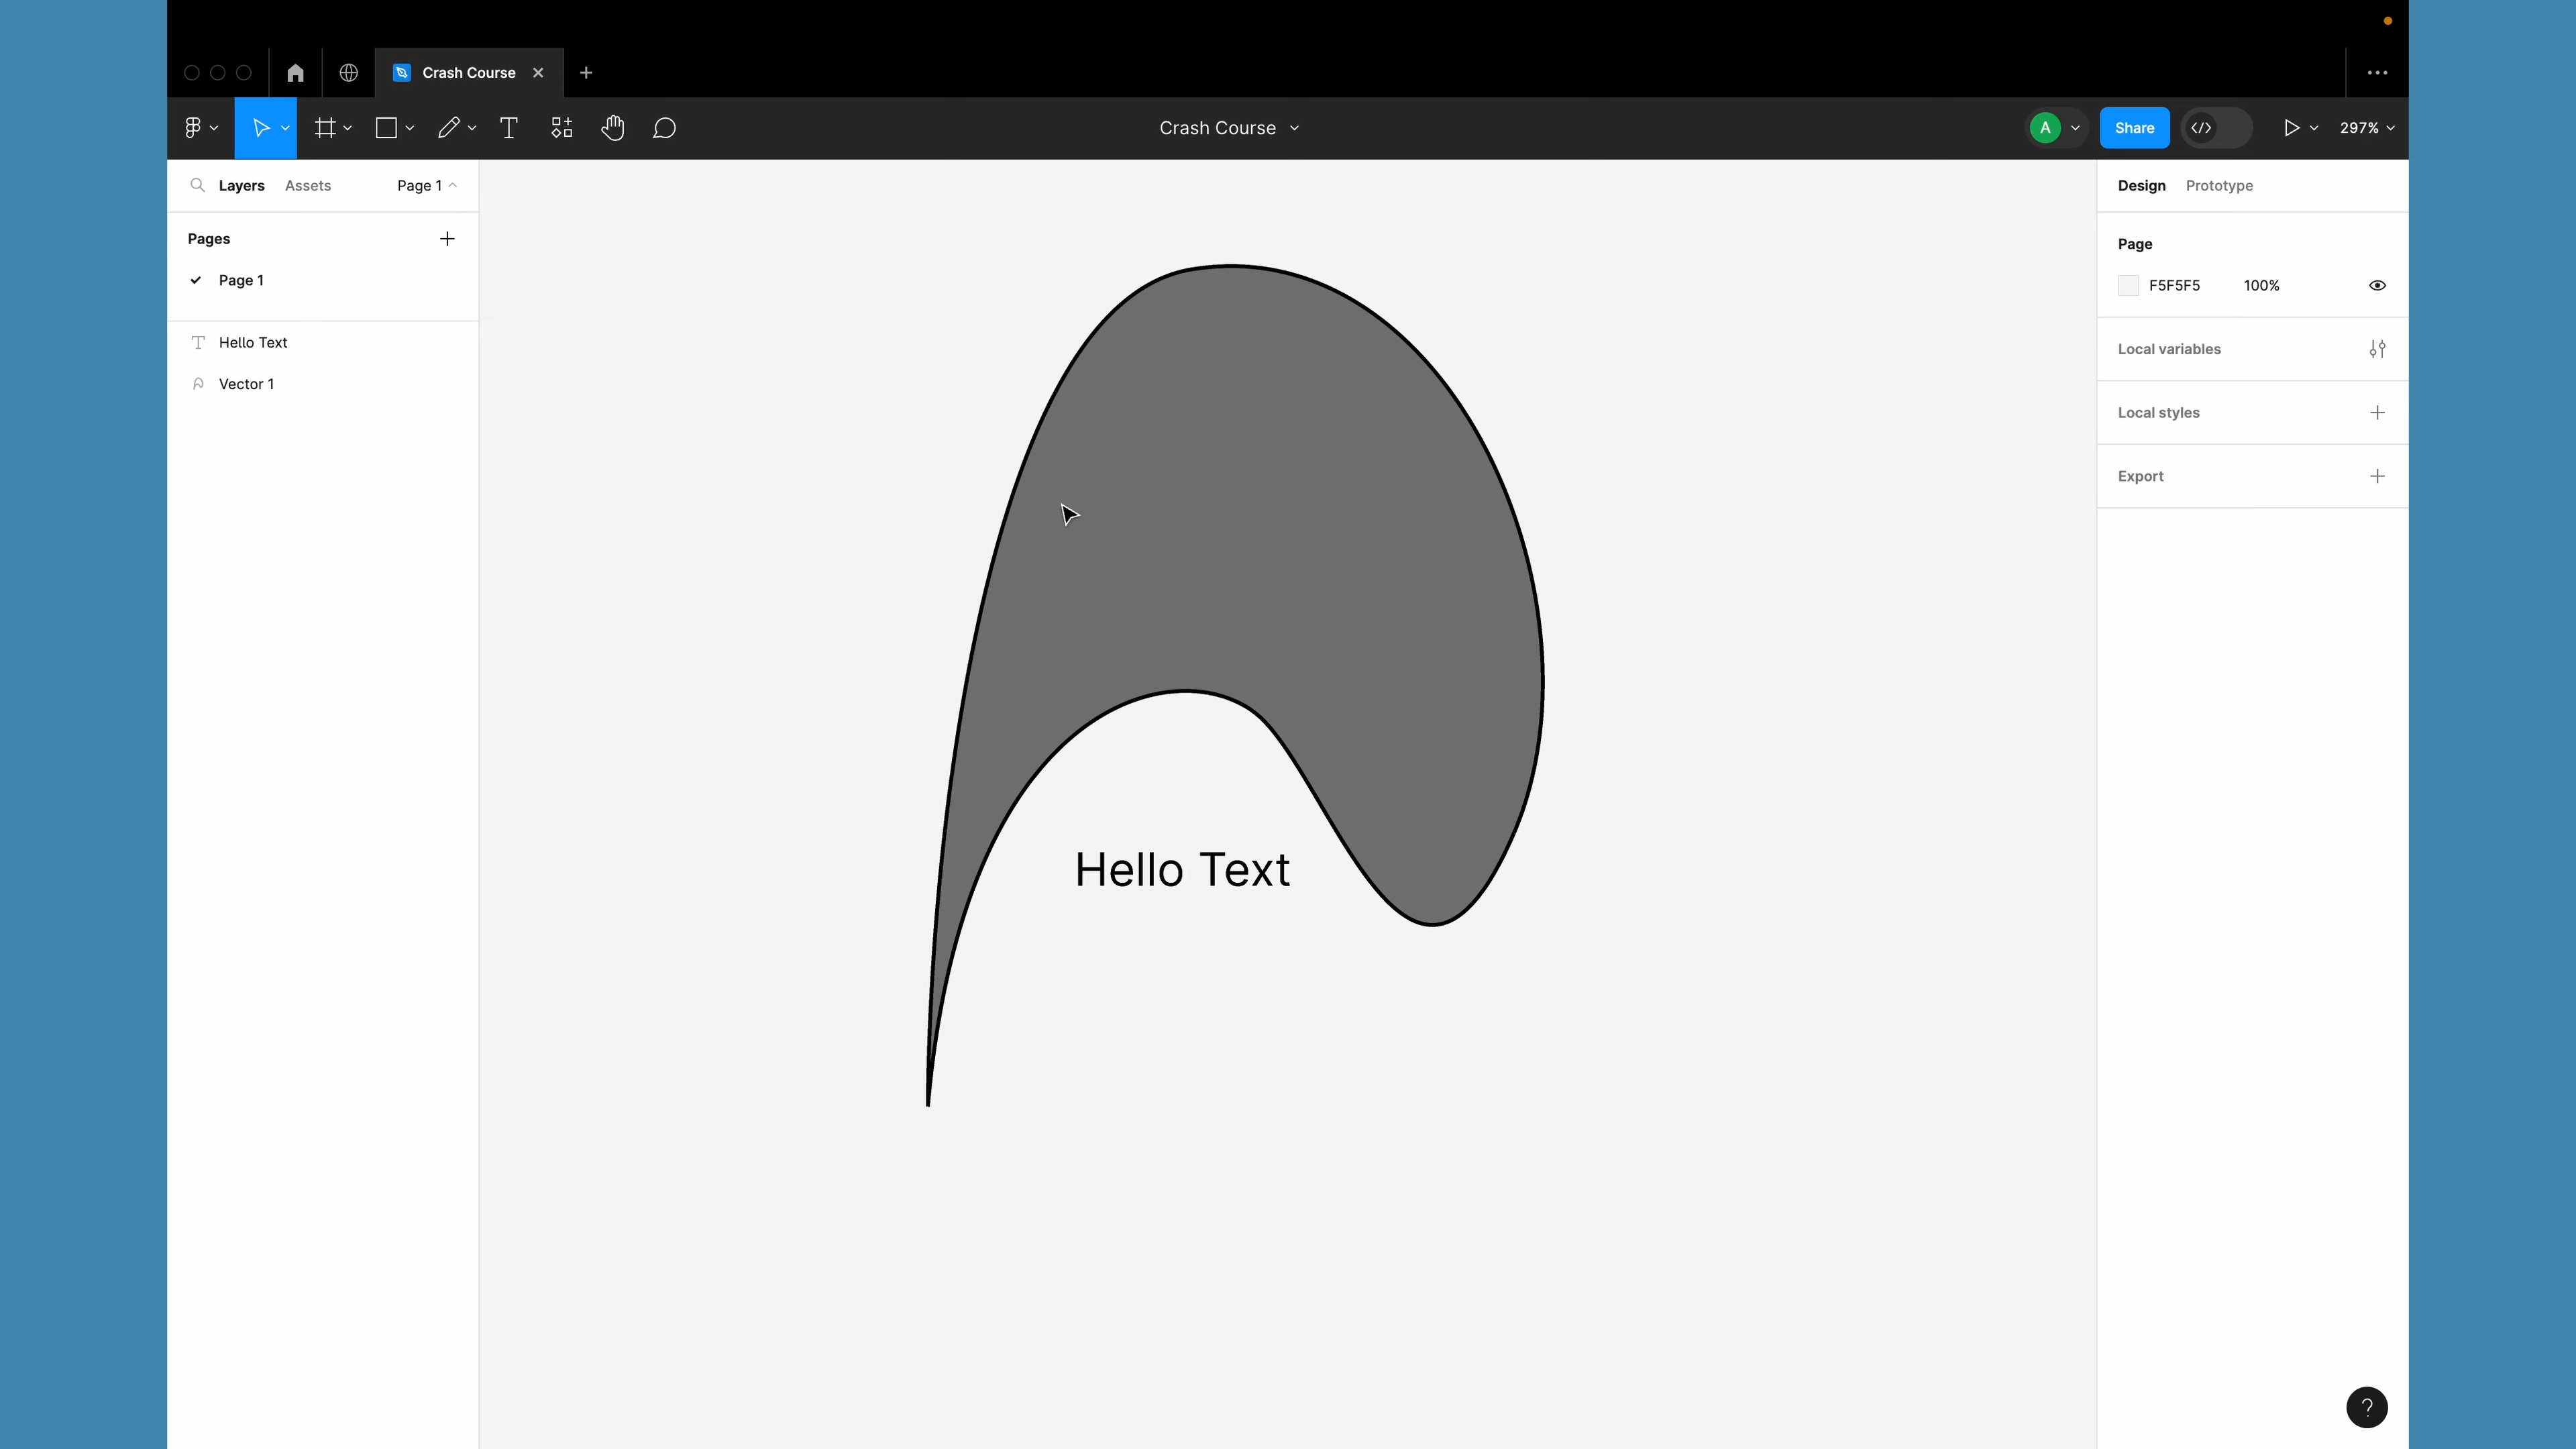 Crash Course
Crash Course
A
Share
297%
Layers Assets Page 1
Pages
Page 1
Hello Text
Vector 1
Hello Text
Design Prototype
Page
F5F5F5 100%
Local variables
Local styles
Export
?